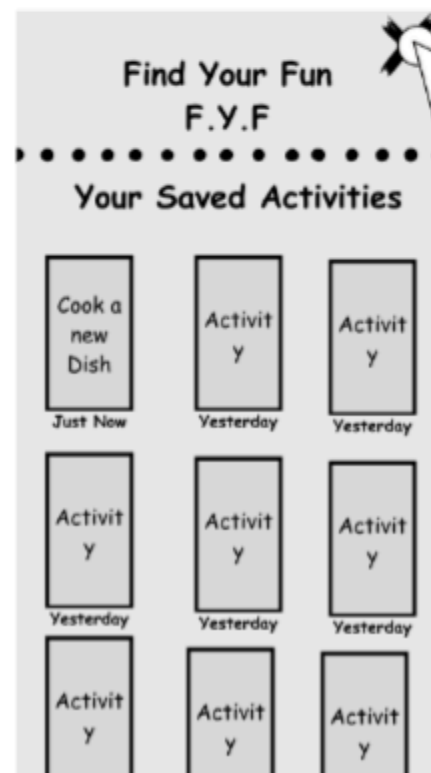 Find Your Fun
F.Y.F
Your Saved Activities
Cook a
new
Dish
Just Now
Activit
y
Yesterday
Activit
y
Yesterday
Activit
y
Yesterday
Activit
y
Yesterday
Activit
y
Yesterday
Activit
y
Activit
y
Activit
y